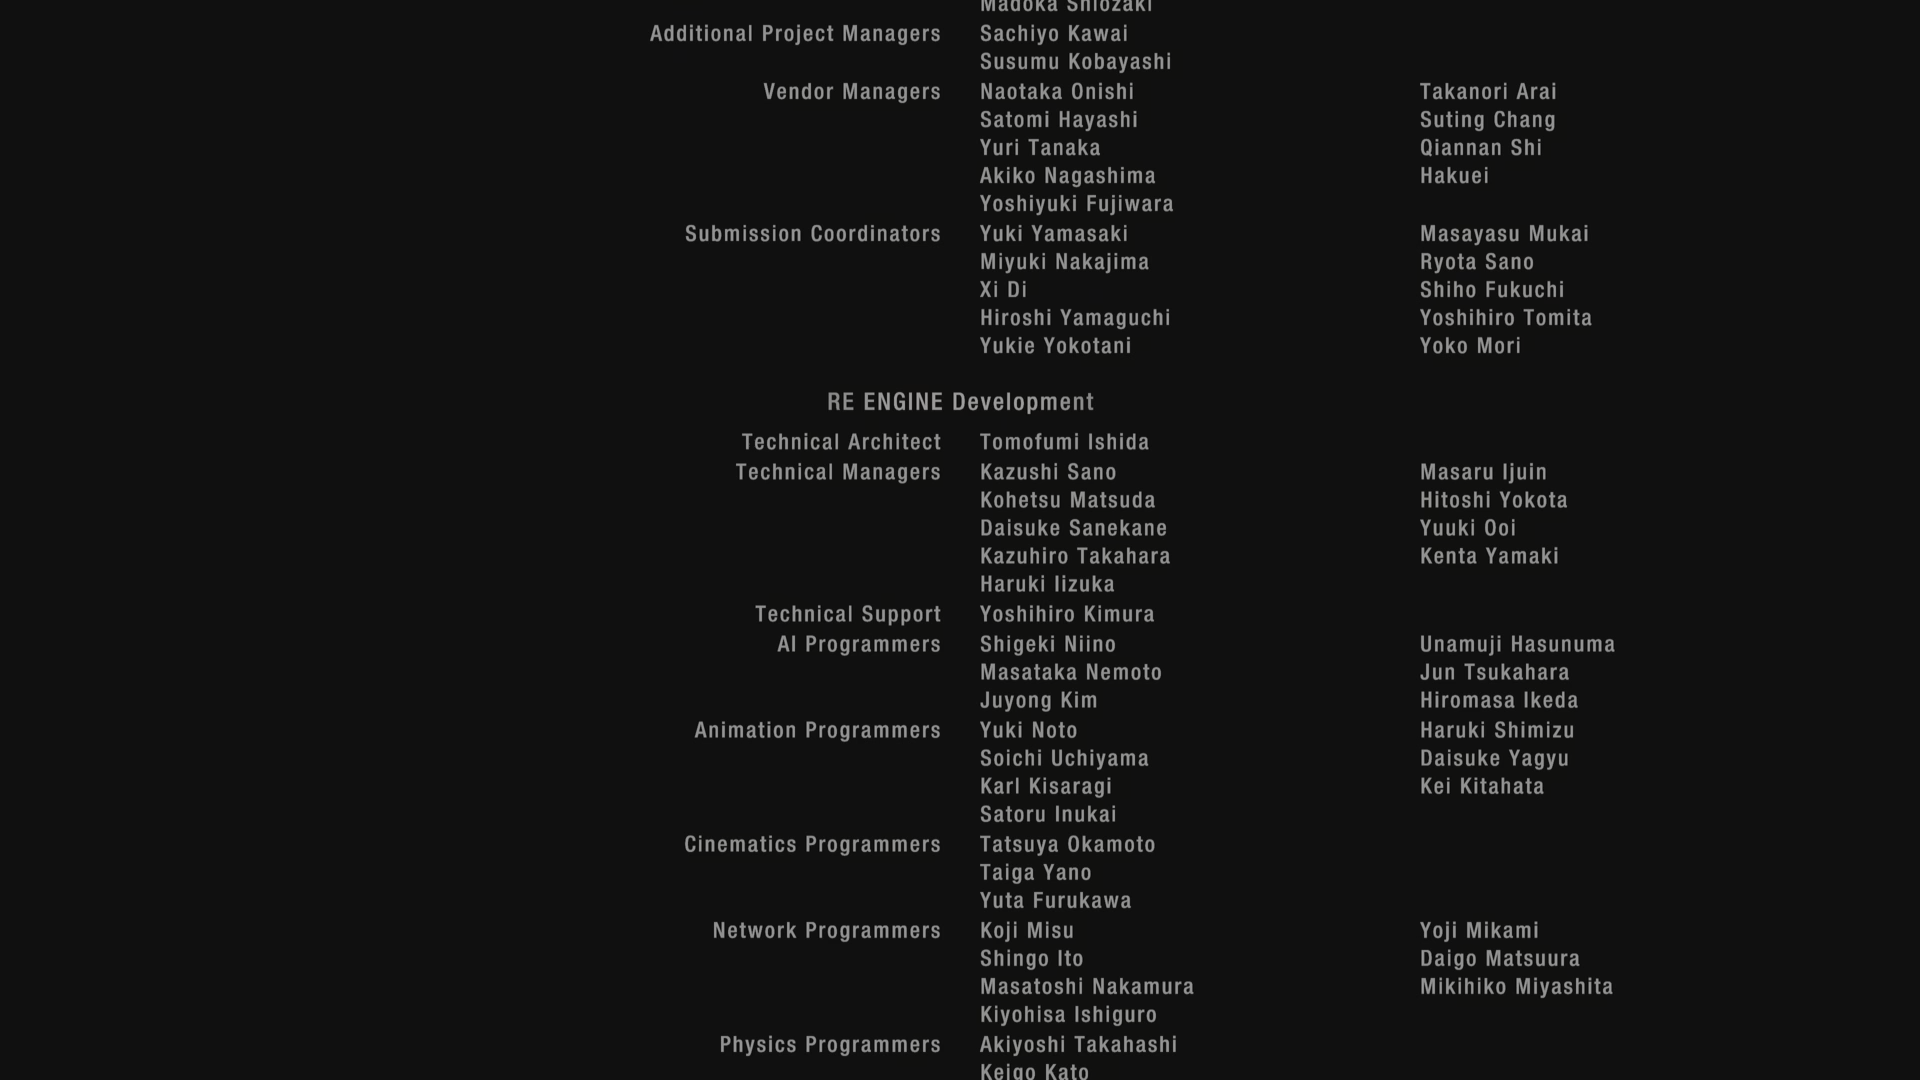 Madoka Shiozaki
Additional Project Managers Sachiyo Kawai
Susumu Kobayashi
Vendor Managers Naotaka Onishi Takanori Arai
Satomi Hayashi Suting Chang
Yuri Tanaka Qiannan Shi
Akiko Nagashima Hakuei
Yoshiyuki Fujiwara
Submission Coordinators Yuki Yamasaki Masayasu Mukai
Miyuki Nakajima Ryota Sano
Xi Di Shiho Fukuchi
Hiroshi Yamaguchi Yoshihiro Tomita
Yukie Yokotani Yoko Mori
RE ENGINE Development
Technical Architect Tomofumi Ishida
Technical Managers Kazushi Sano Masaru Ijuin
Kohetsu Matsuda Hitoshi Yokota
Daisuke Sanekane Yuuki Ooi
Kazuhiro Takahara Kenta Yamaki
Haruki Iizuka
Technical Support Yoshihiro Kimura
AI Programmers Shigeki Niino Unamuji Hasunuma
Masataka Nemoto Jun Tsukahara
Juyong Kim Hiromasa Ikeda
Animation Programmers Yuki Noto Haruki Shimizu
Soichi Uchiyama Daisuke Yagyu
Karl Kisaragi Kei Kitahata
Satoru Inukai
Cinematics Programmers Tatsuya Okamoto
Taiga Yano
Yuta Furukawa
Network Programmers Koji Misu Yoji Mikami
Shingo Ito Daigo Matsuura
Masatoshi Nakamura Mikihiko Miyashita
Kiyohisa Ishiguro
Physics Programmers Akiyoshi Takahashi
Keigo Kato